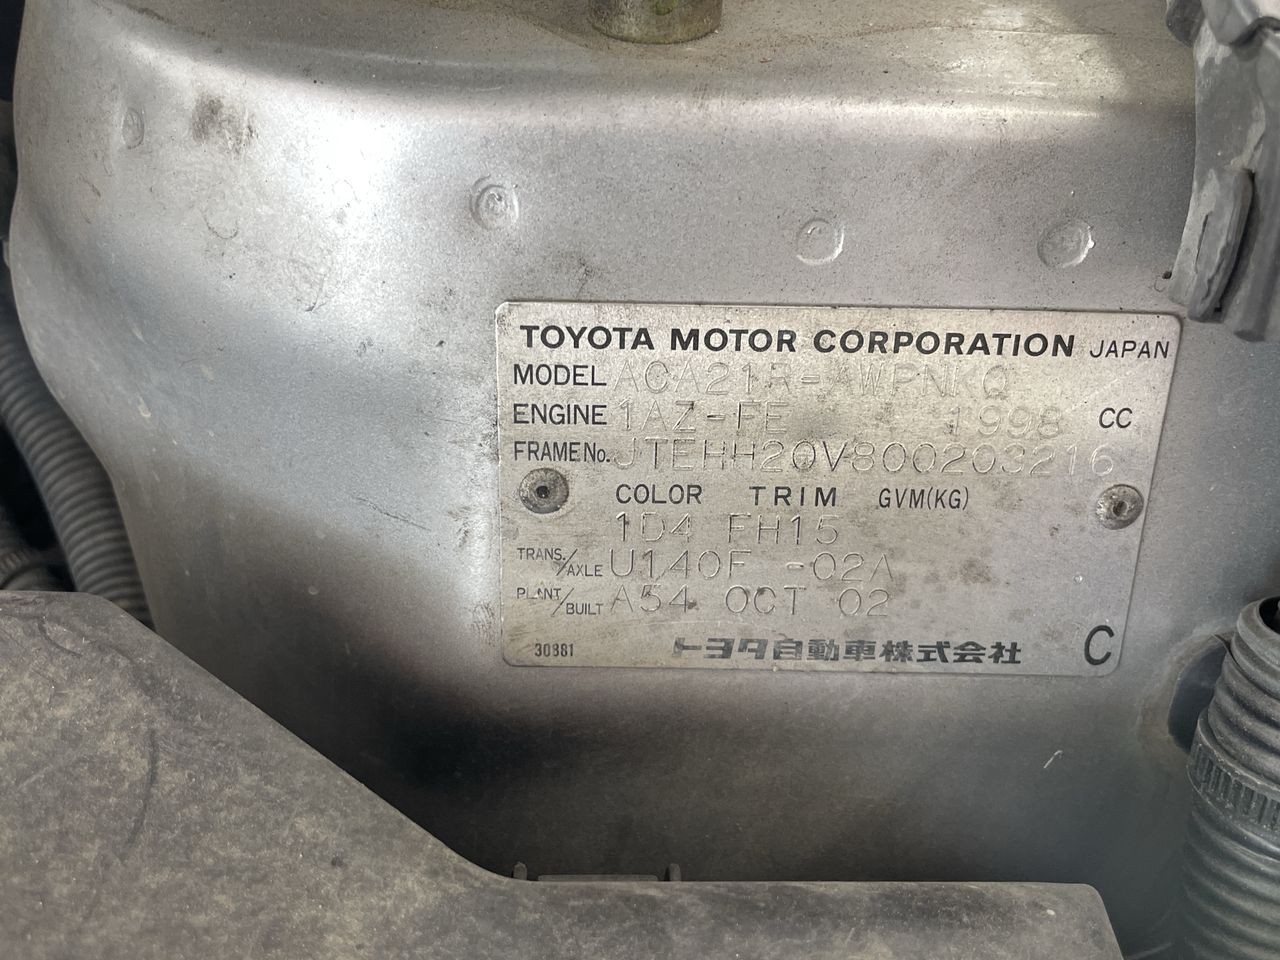 TOYOTA MOTOR CORPORATION JAPAN
MODEL ACA21R-AWPNKQ
ENGINE 1AZ-FE 1998 CC
FRAME No. JTEHH20V800203216
COLOR TRIM GVM(KG)
1D4 FH15
TRANS./AXLE U140F -02A
PLANT/BUILT A54 OCT 02
30381 トヨタ自動車株式会社 C